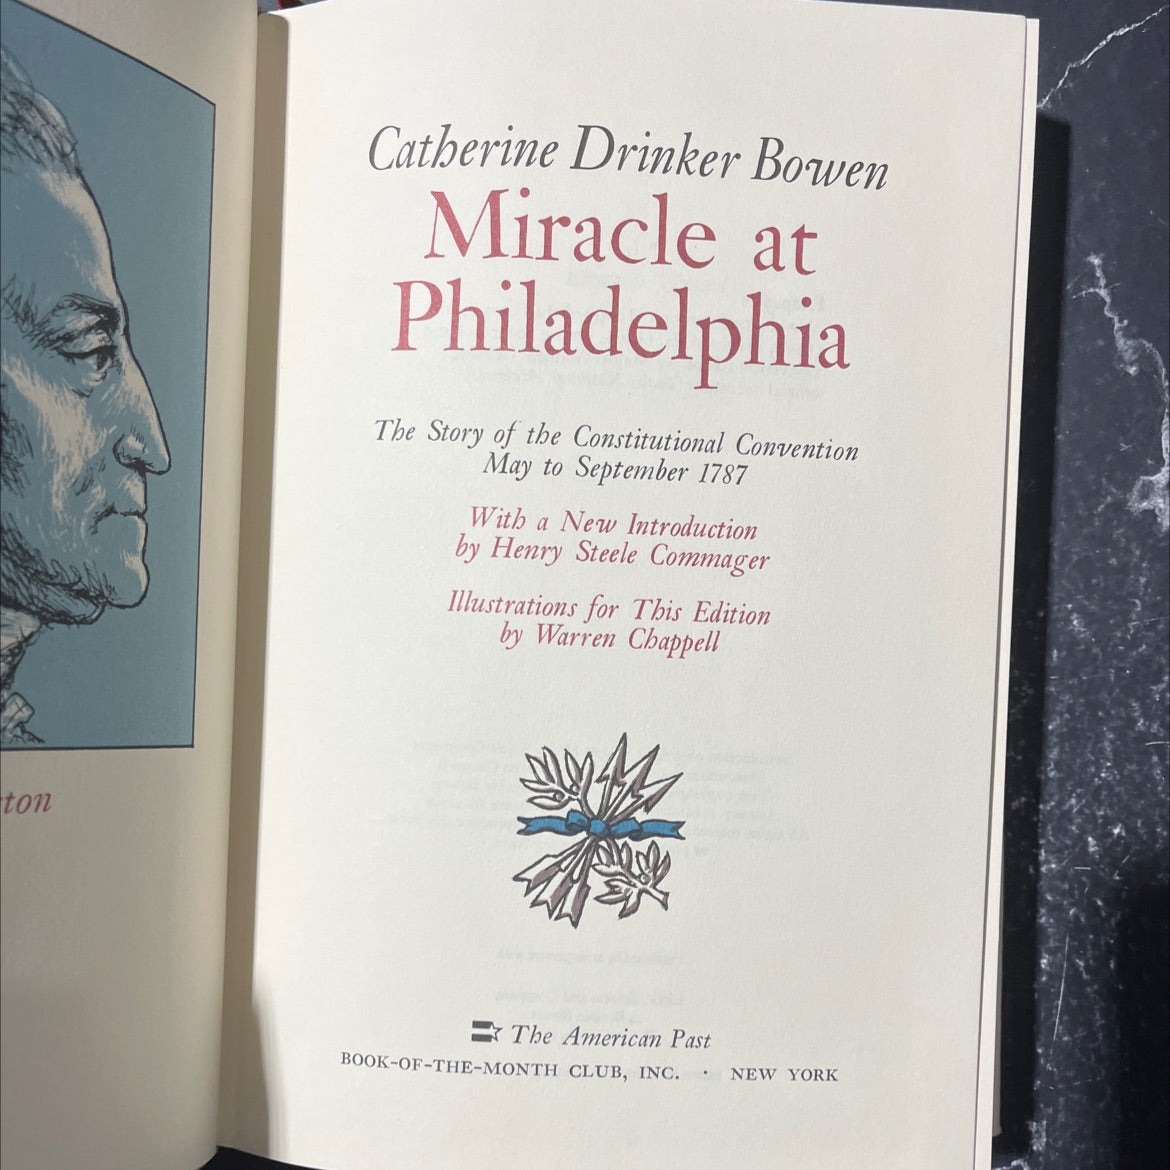 Catherine Drinker Bowen
Miracle at
Philadelphia
The Story of the Constitutional Convention
May to September 1787
With a New Introduction
by Henry Steele Commager
Illustrations for This Edition
by Warren Chappell
ton
The American Past
BOOK-OF-THE-MONTH CLUB, INC. · NEW YORK